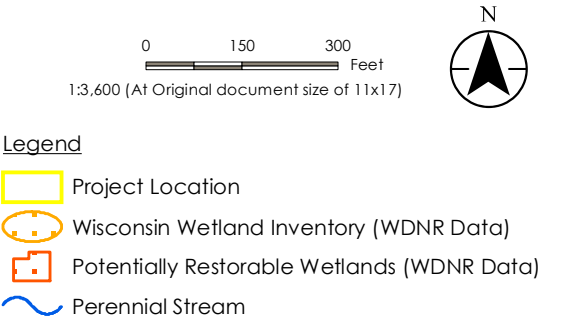 N
0 150 300
Feet
1:3,600 (At Original document size of 11x17)
Legend
Project Location
Wisconsin Wetland Inventory (WDNR Data)
Potentially Restorable Wetlands (WDNR Data)
Perennial Stream